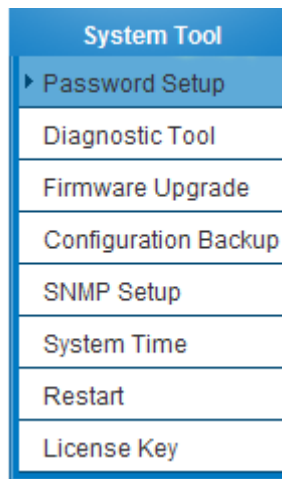 System Tool
Password Setup
Diagnostic Tool
Firmware Upgrade
Configuration Backup
SNMP Setup
System Time
Restart
License Key